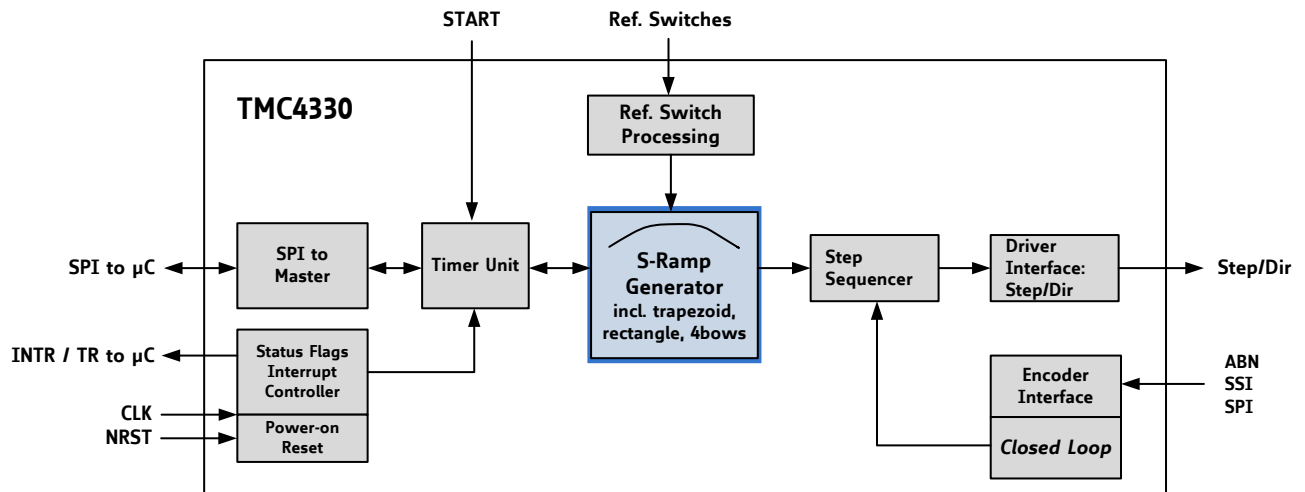 START
Ref. Switches
TMC4330
Ref. Switch
Processing
SPI to µC
SPI to
Master
Timer Unit
S-Ramp
Generator
incl. trapezoid,
rectangle, 4bows
Step
Sequencer
Driver
Interface:
Step/Dir
Step/Dir
INTR / TR to µC
Status Flags
Interrupt
Controller
CLK
NRST
Power-on
Reset
Encoder
Interface
Closed Loop
ABN
SSI
SPI